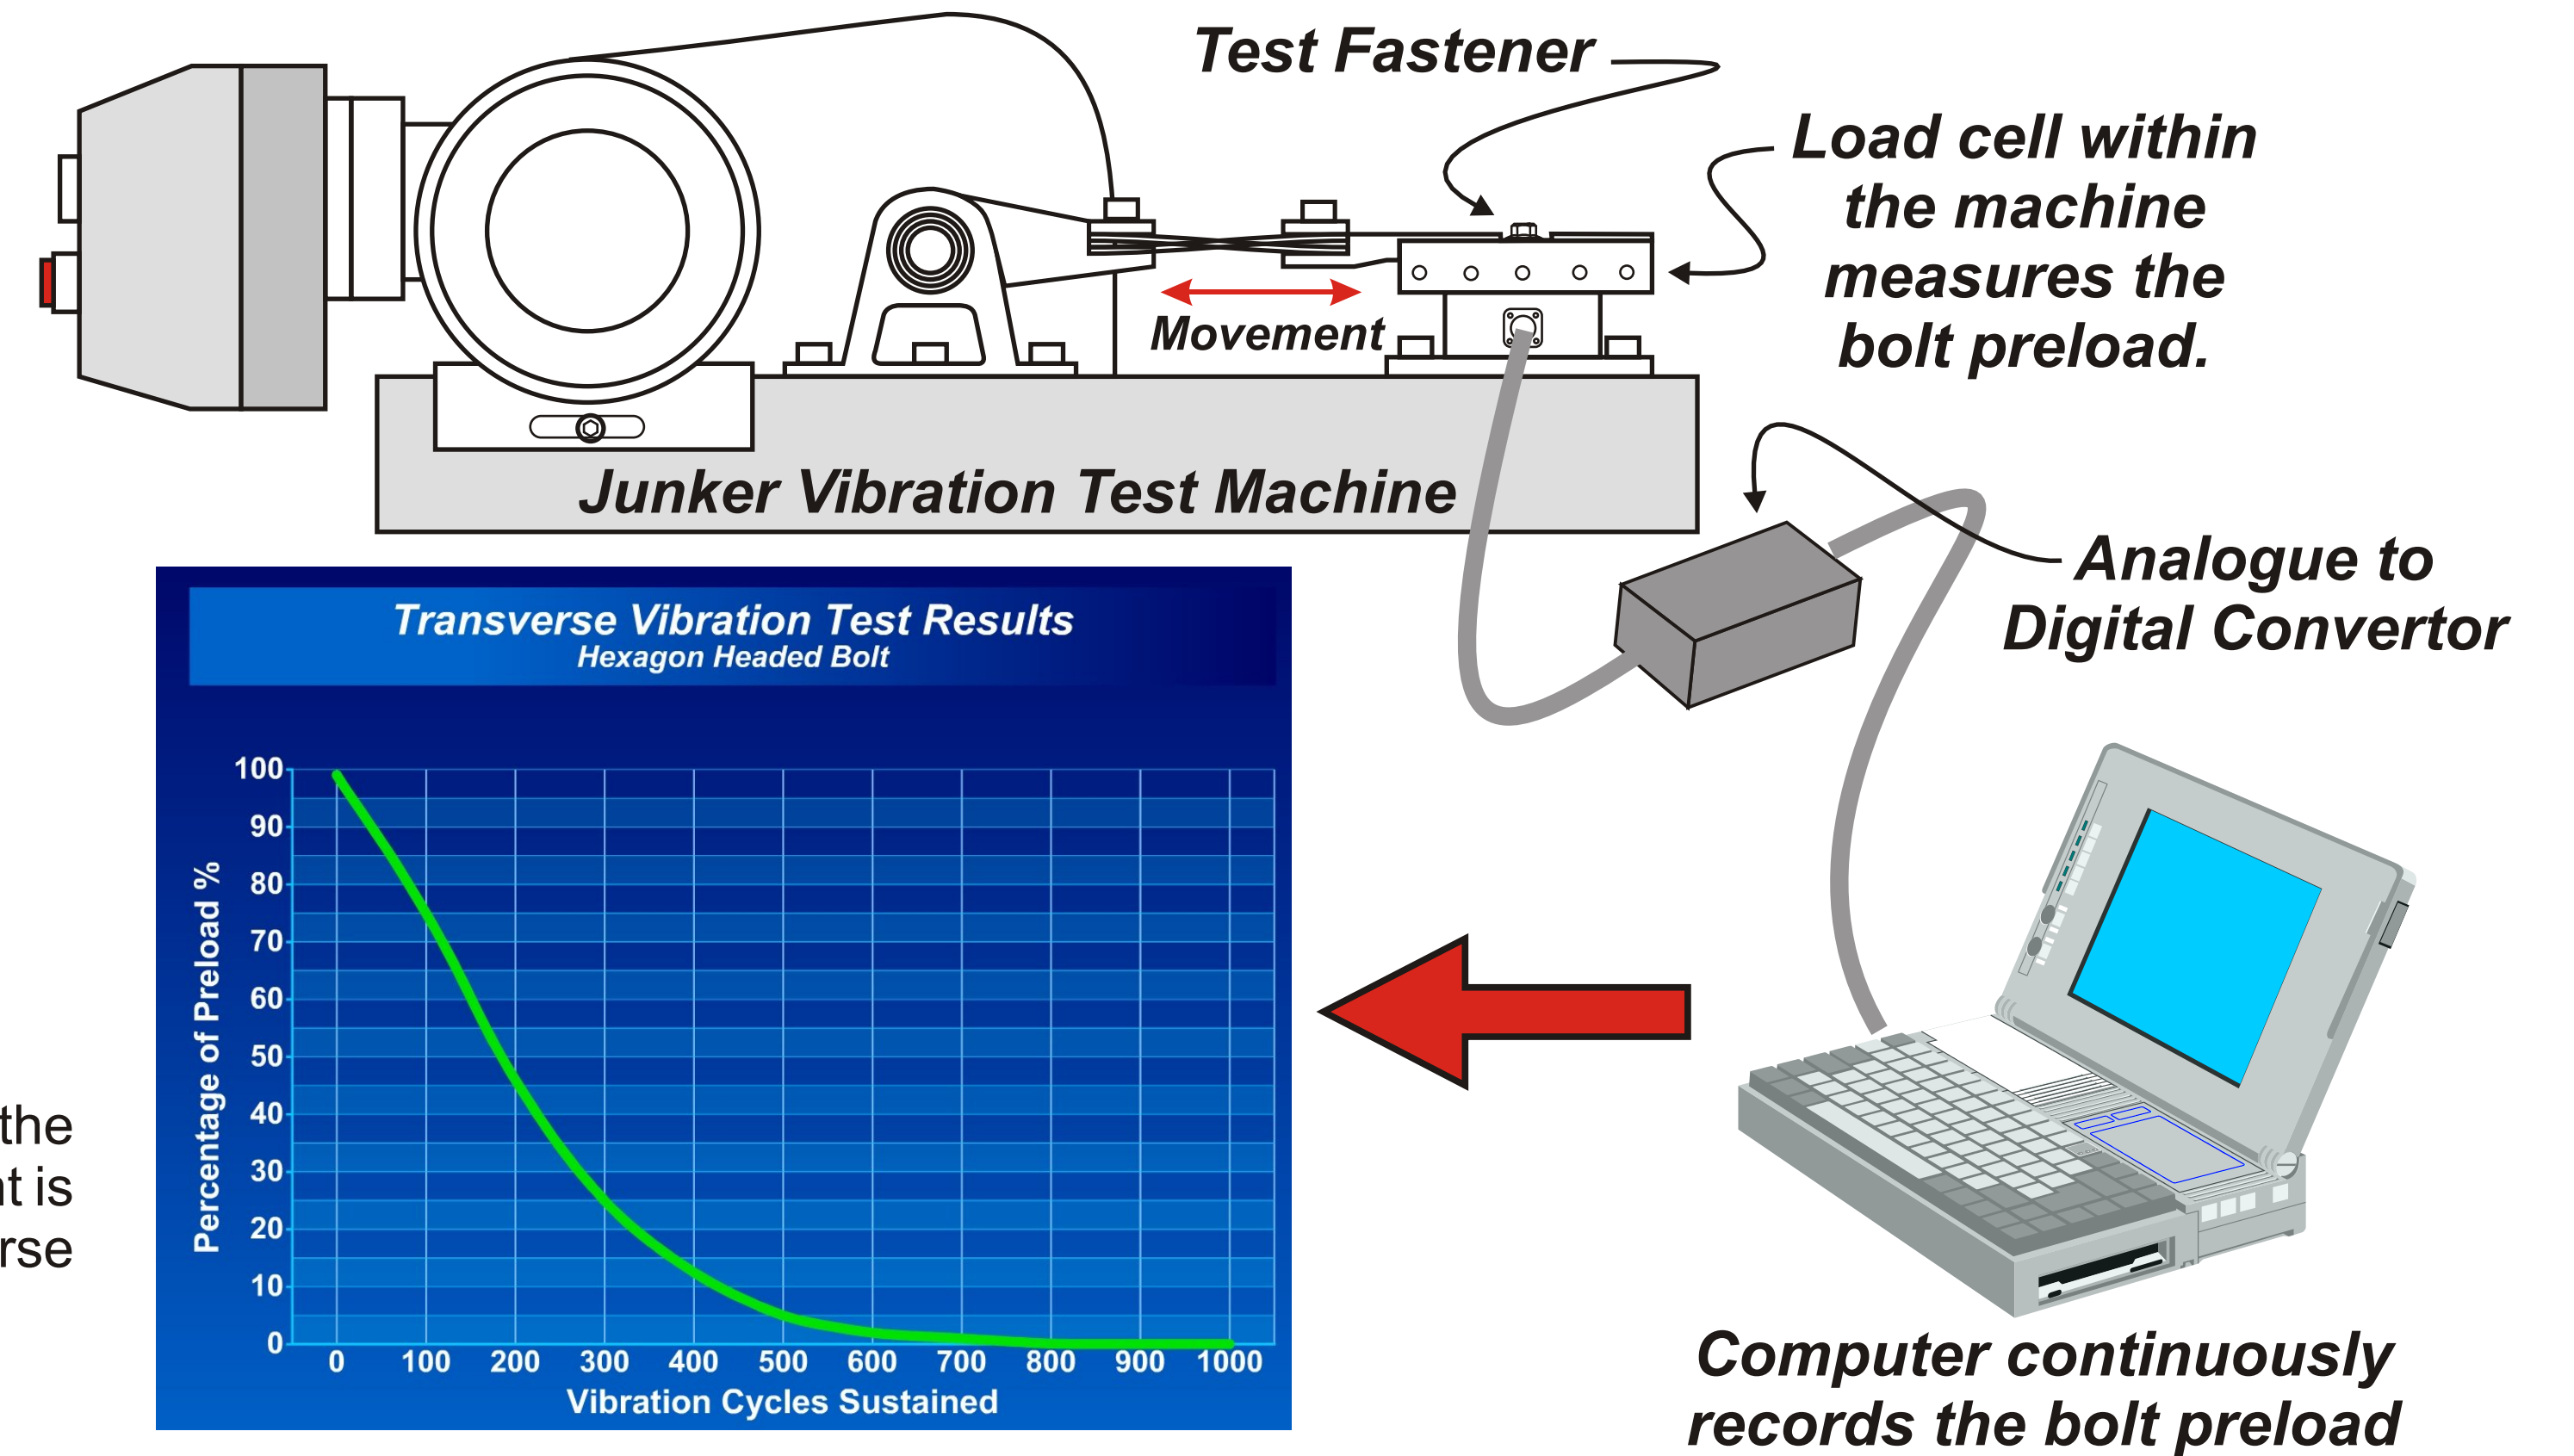 Test Fastener
Load cell within
the machine
measures the
bolt preload.
Movement
Junker Vibration Test Machine
Analogue to
Digital Convertor
Transverse Vibration Test Results
Hexagon Headed Bolt
Percentage of Preload %
100
90
80
70
60
50
40
30
20
10
0
0 100 200 300 400 500 600 700 800 900 1000
Vibration Cycles Sustained
the
is
Computer continuously
records the bolt preload